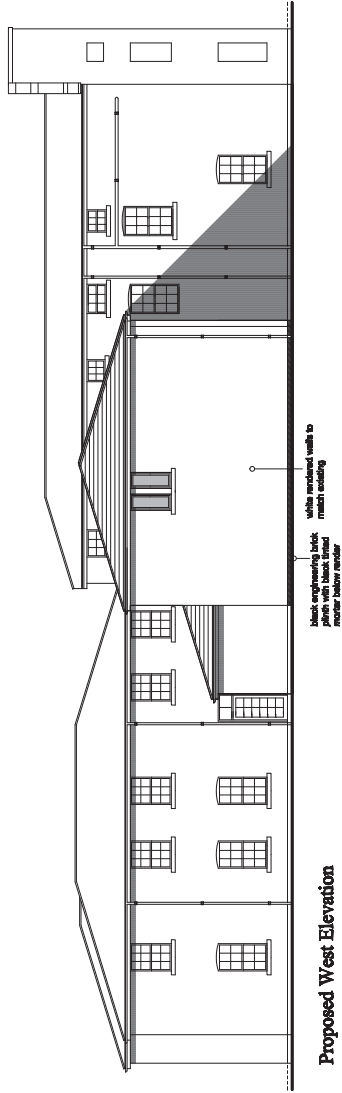 Proposed West Elevation
black engineering brick
plinth with black tinted
mortar below render
white rendered walls to
match existing